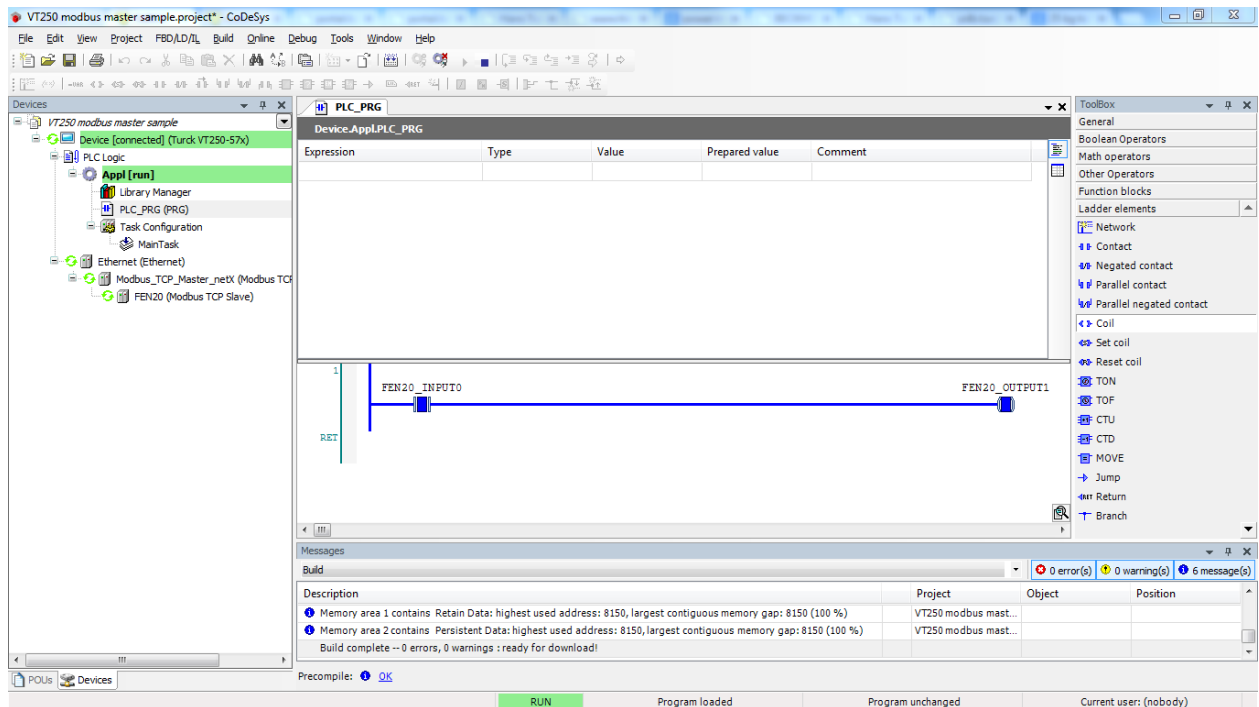 VT250 modbus master sample.project* - CoDeSys
File Edit View Project FBD/LD/IL Build Online Debug Tools Window Help
Devices
VT250 modbus master sample
Device [connected] (Turck VT250-57x)
PLC Logic
Appl [run]
Library Manager
PLC_PRG (PRG)
Task Configuration
MainTask
Ethernet (Ethernet)
Modbus_TCP_Master_netX (Modbus TCP
FEN20 (Modbus TCP Slave)
POUs Devices
PLC_PRG
Device.Appl.PLC_PRG
Expression Type Value Prepared value Comment
1
FEN20_INPUT0 FEN20_OUTPUT1
RET
ToolBox
General
Boolean Operators
Math operators
Other Operators
Function blocks
Ladder elements
Network
Contact
Negated contact
Parallel contact
Parallel negated contact
Coil
Set coil
Reset coil
TON
TOF
CTU
CTD
MOVE
Jump
Return
Branch
Messages
Build 0 error(s) 0 warning(s) 6 message(s)
Description Project Object Position
Memory area 1 contains Retain Data: highest used address: 8150, largest contiguous memory gap: 8150 (100 %) VT250 modbus mast...
Memory area 2 contains Persistent Data: highest used address: 8150, largest contiguous memory gap: 8150 (100 %) VT250 modbus mast...
Build complete -- 0 errors, 0 warnings : ready for download!
Precompile: OK
RUN Program loaded Program unchanged Current user: (nobody)